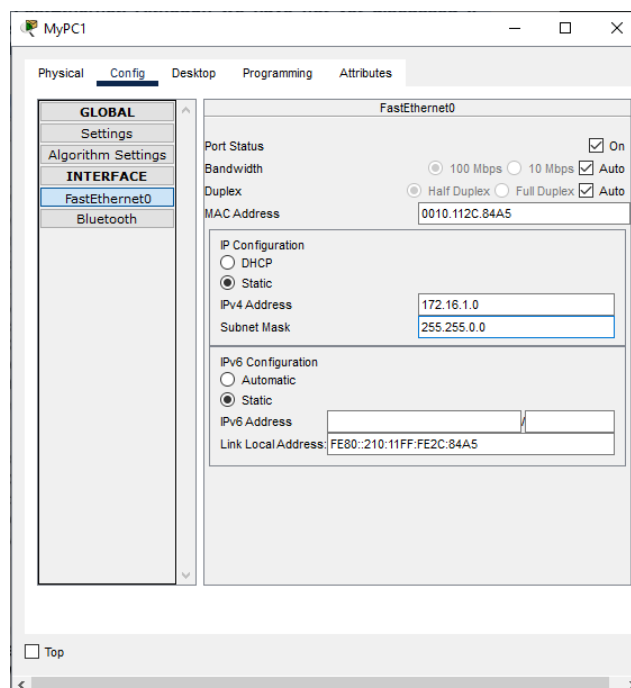 MyPC1
Physical Config Desktop Programming Attributes
GLOBAL
Settings
Algorithm Settings
INTERFACE
FastEthernet0
Bluetooth
FastEthernet0
Port Status On
Bandwidth 100 Mbps 10 Mbps Auto
Duplex Half Duplex Full Duplex Auto
MAC Address 0010.112C.84A5
IP Configuration
DHCP
Static
IPv4 Address 172.16.1.0
Subnet Mask 255.255.0.0
IPv6 Configuration
Automatic
Static
IPv6 Address /
Link Local Address: FE80::210:11FF:FE2C:84A5
Top